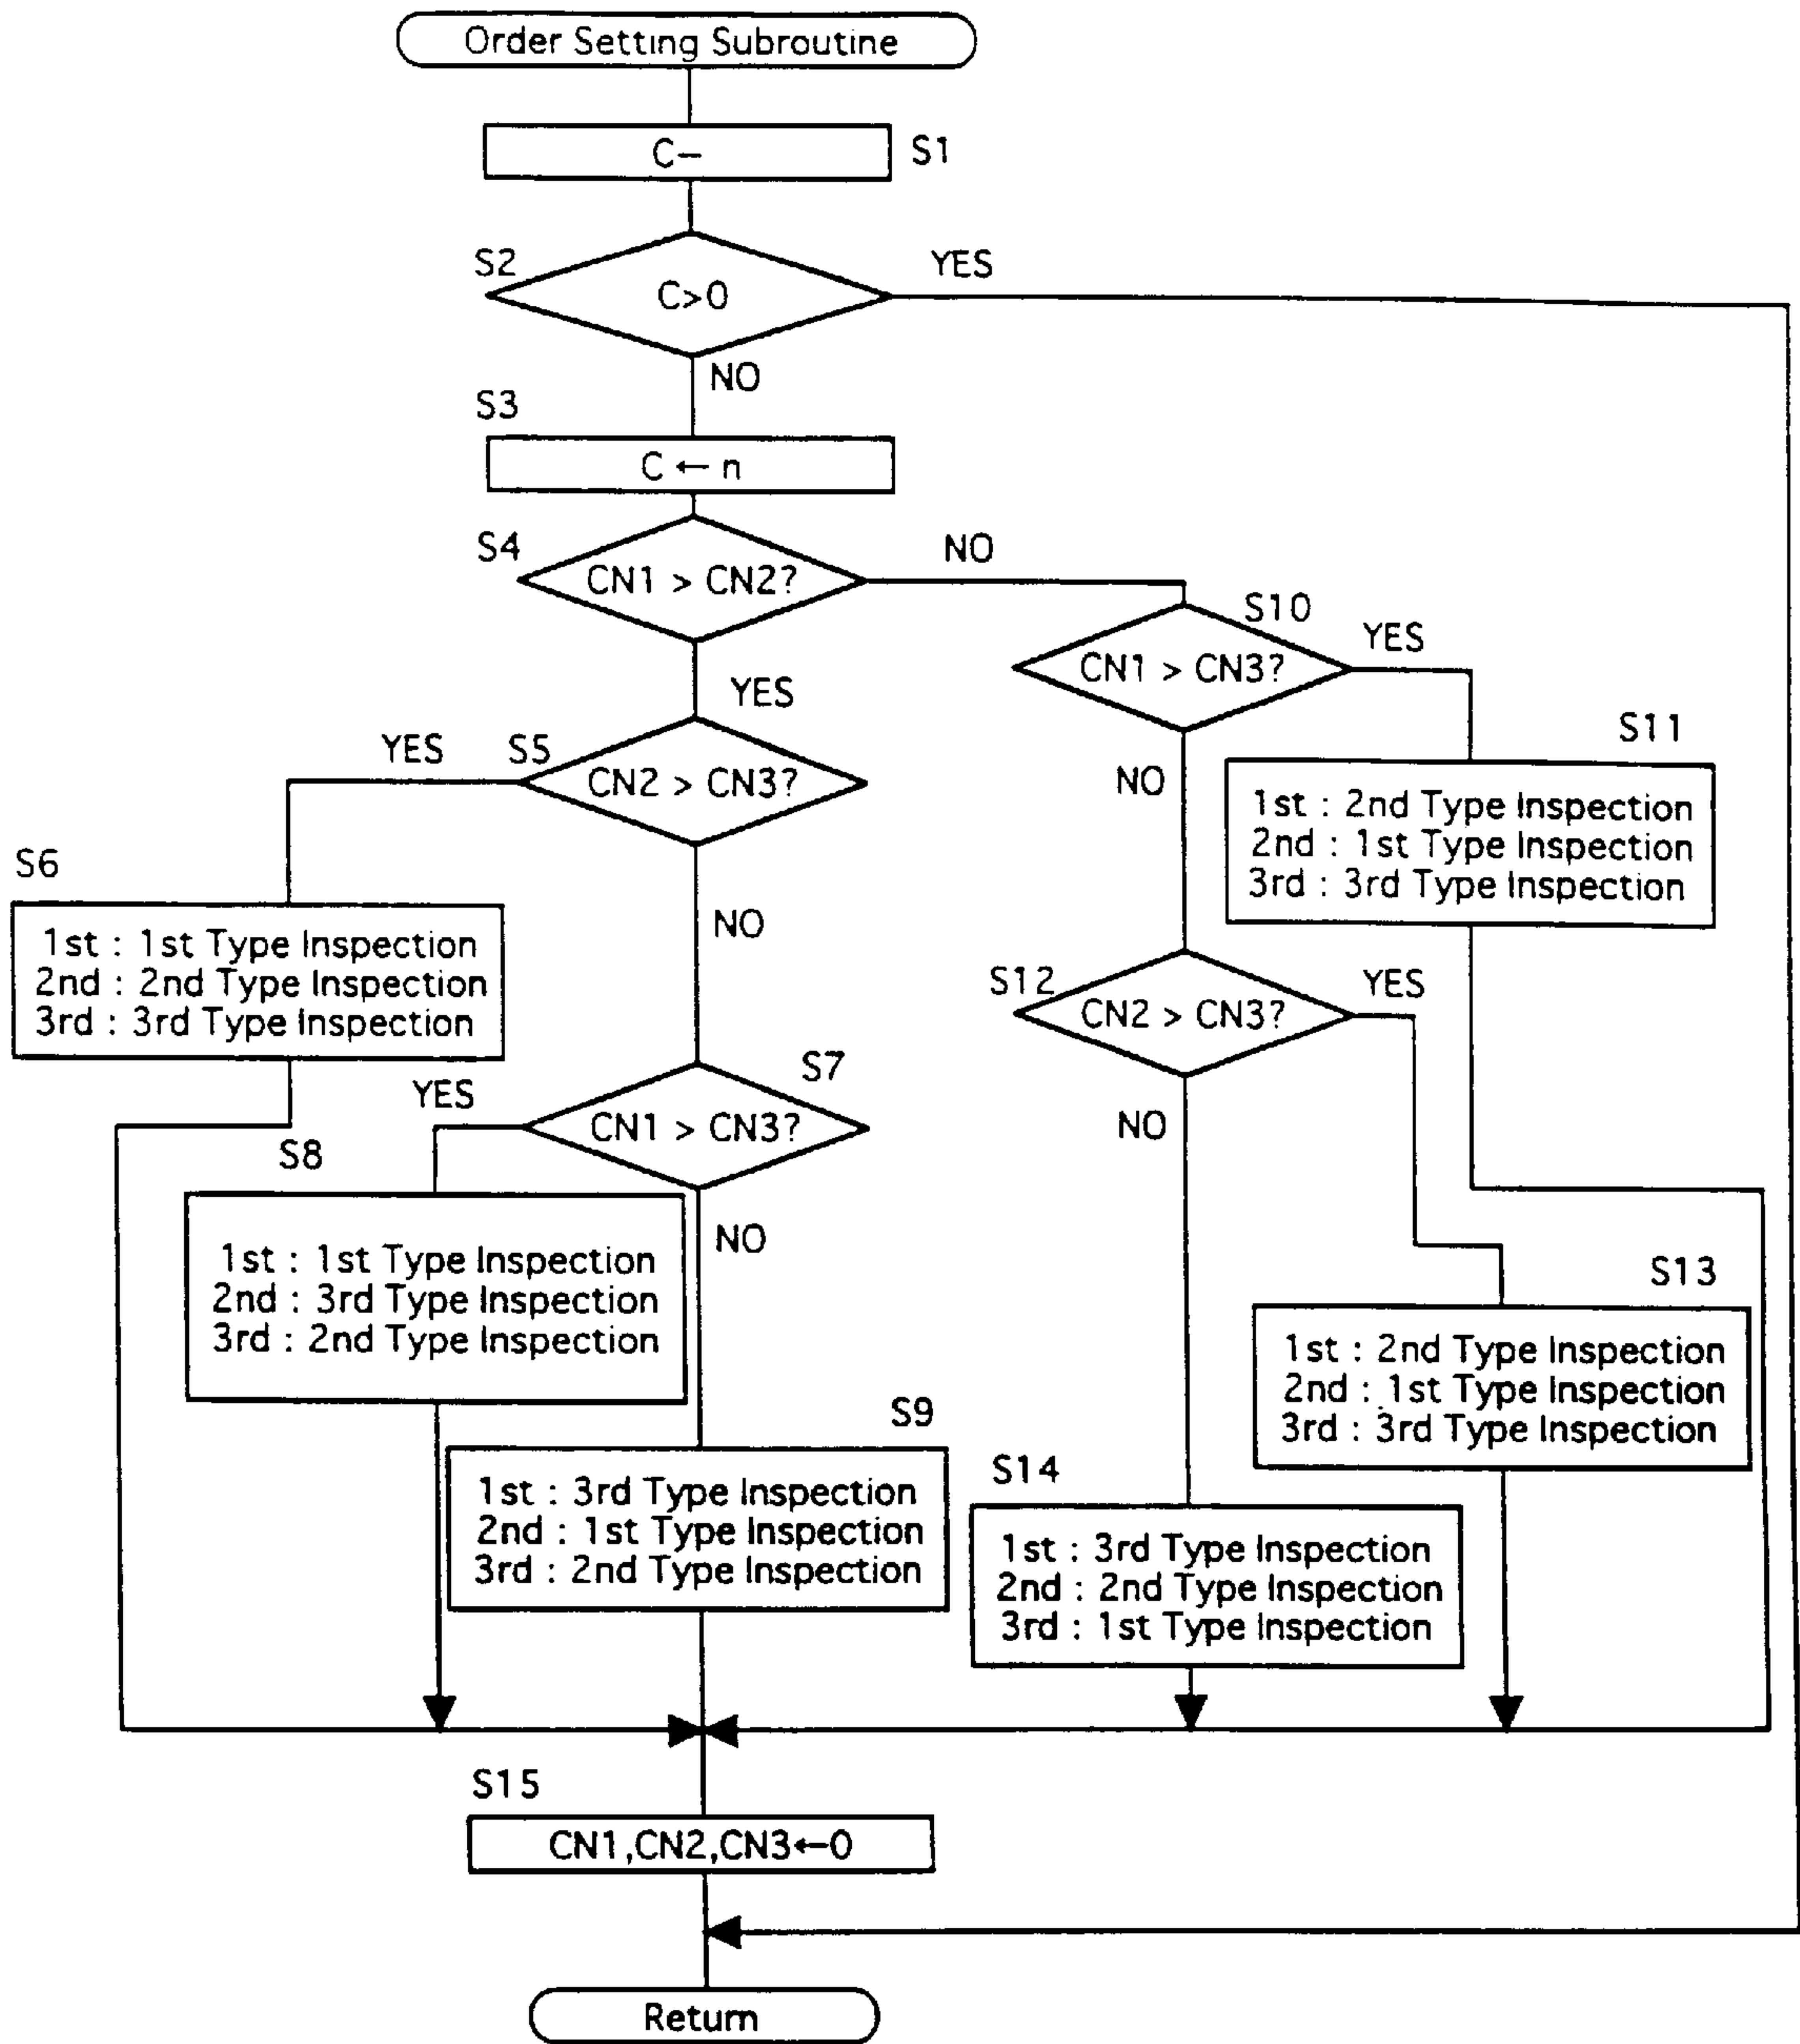 Order Setting Subroutine
C–
S1
S2
C>0
YES
NO
S3
C ← n
S4
CN1 > CN2?
NO
S10
CN1 > CN3?
YES
YES
S5
CN2 > CN3?
YES
NO
S11
1st : 2nd Type Inspection
2nd : 1st Type Inspection
3rd : 3rd Type Inspection
S6
1st : 1st Type Inspection
2nd : 2nd Type Inspection
3rd : 3rd Type Inspection
NO
S12
CN2 > CN3?
YES
S7
CN1 > CN3?
YES
NO
S8
1st : 1st Type Inspection
2nd : 3rd Type Inspection
3rd : 2nd Type Inspection
NO
S13
1st : 2nd Type Inspection
2nd : 1st Type Inspection
3rd : 3rd Type Inspection
S9
1st : 3rd Type Inspection
2nd : 1st Type Inspection
3rd : 2nd Type Inspection
S14
1st : 3rd Type Inspection
2nd : 2nd Type Inspection
3rd : 1st Type Inspection
S15
CN1,CN2,CN3←0
Return